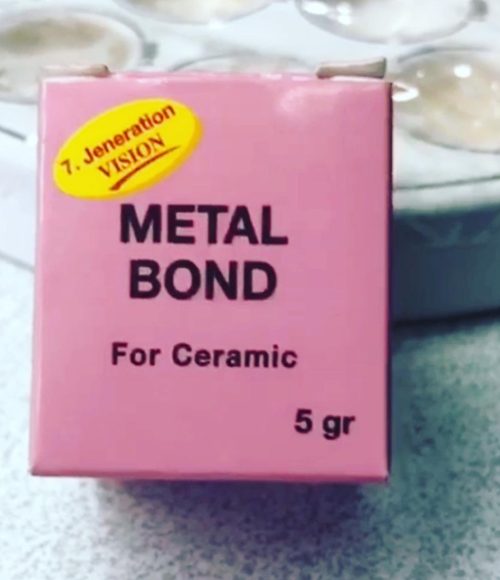 7. Jeneration
VISION
METAL
BOND
For Ceramic
5 gr